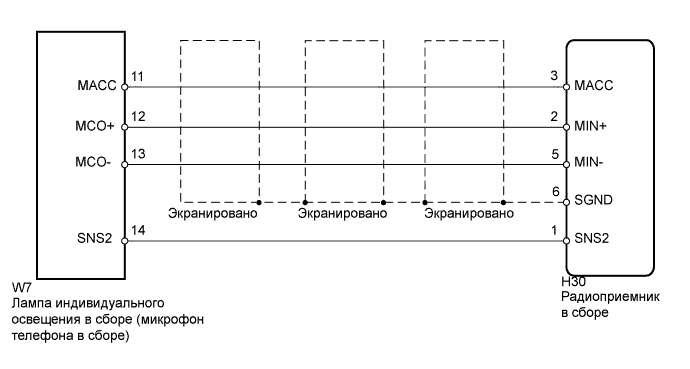 11
3
MACC
MACC
12
2
MCO+
MIN+
13
5
MCO-
MIN-
6
SGND
Экранировано
Экранировано
Экранировано
14
1
SNS2
SNS2
W7
Лампа индивидуального
освещения в сборе (микрофон
телефона в сборе)
H30
Радиоприемник
в сборе